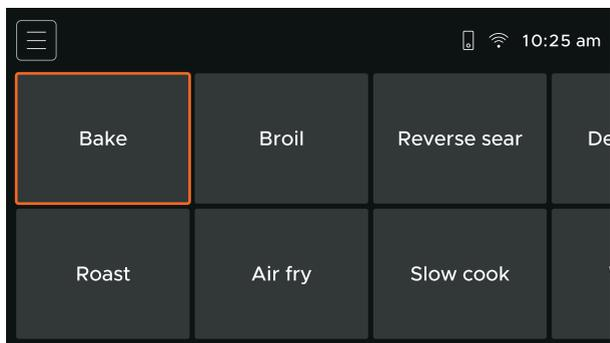 10:25 am
Bake
Broil
Reverse sear
Roast
Air fry
Slow cook